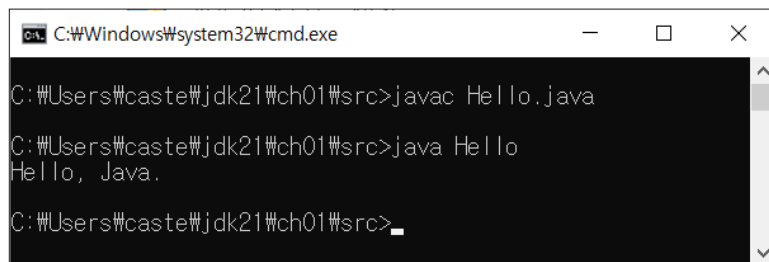 C:₩Windows₩system32₩cmd.exe
C:₩Users₩caste₩jdk21₩ch01₩src>javac Hello.java
C:₩Users₩caste₩jdk21₩ch01₩src>java Hello
Hello, Java.
C:₩Users₩caste₩jdk21₩ch01₩src>